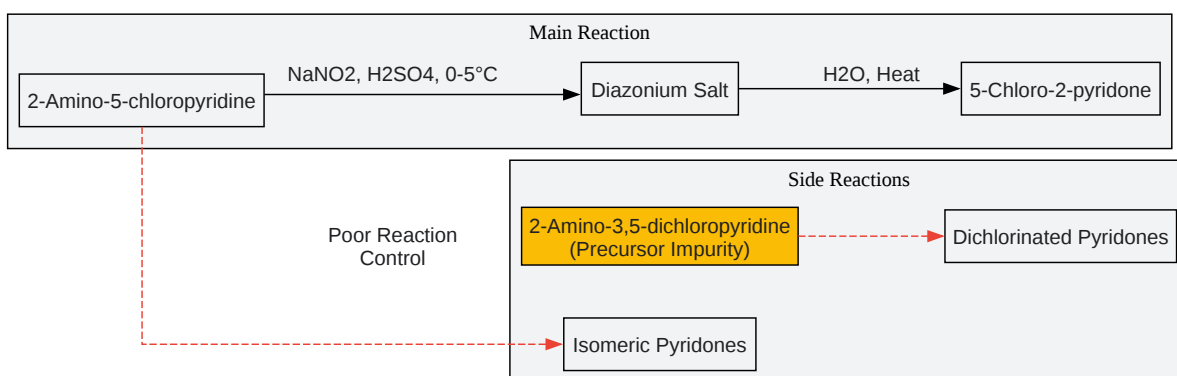 Main Reaction
NaNO2, H2SO4, 0-5°C
H2O, Heat
2-Amino-5-chloropyridine
Diazonium Salt
5-Chloro-2-pyridone
Side Reactions
2-Amino-3,5-dichloropyridine
(Precursor Impurity)
Dichlorinated Pyridones
Poor Reaction
Control
Isomeric Pyridones